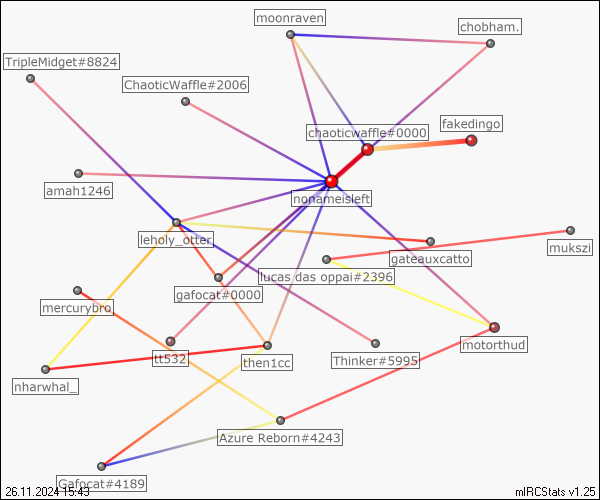 moonraven
chobham.
TripleMidget#8824
ChaoticWaffle#2006
fakedingo
chaoticwaffle#0000
amah1246
nonameisleft
leholy_otter
mukszi
gateauxcatto
lucas das oppai#2396
gafocat#0000
mercurybro
motorthud
tt532
then1cc
Thinker#5995
nharwhal_
Azure Reborn#4243
Gafocat#4189
26.11.2024 15:43
mIRCStats v1.25